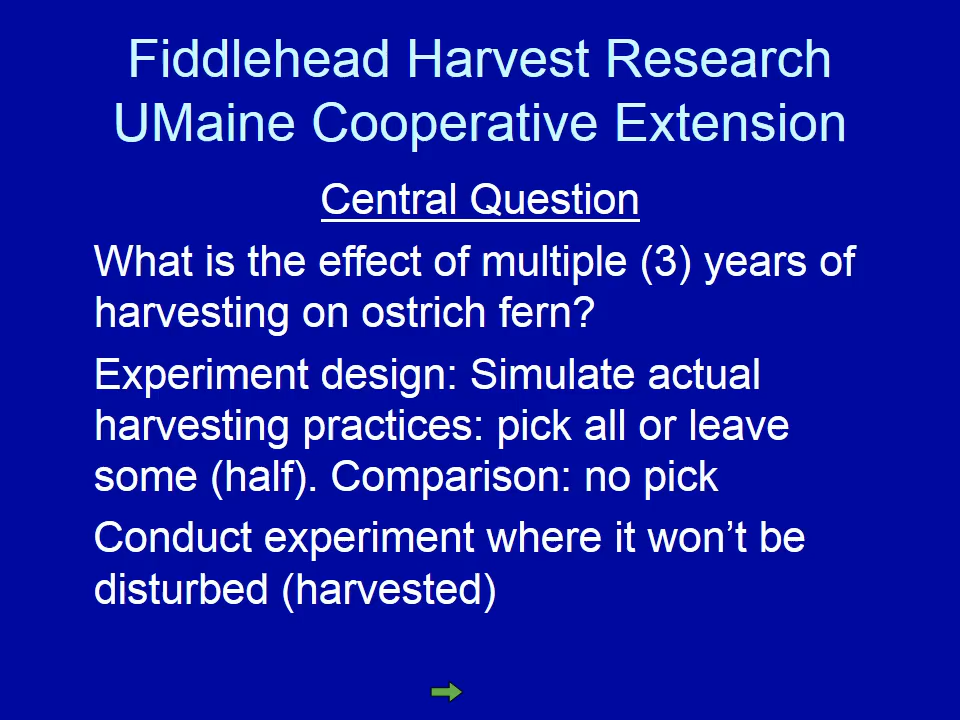 Fiddlehead Harvest Research
UMaine Cooperative Extension
Central Question
What is the effect of multiple (3) years of
harvesting on ostrich fern?
Experiment design: Simulate actual
harvesting practices: pick all or leave
some (half). Comparison: no pick
Conduct experiment where it won’t be
disturbed (harvested)